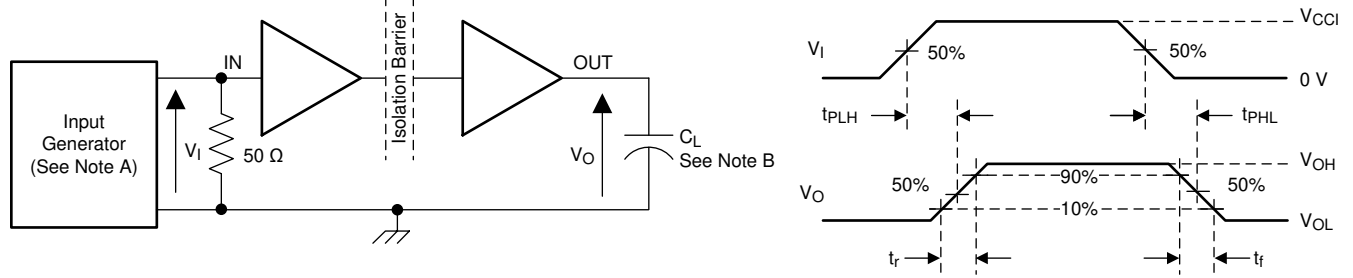 Input
Generator
(See Note A)
V_I
IN
50 Ω
Isolation Barrier
OUT
V_O
C_L
See Note B
V_I
50%
50%
V_CCI
0 V
t_PLH
t_PHL
V_O
50%
90%
10%
50%
V_OH
V_OL
t_r
t_f